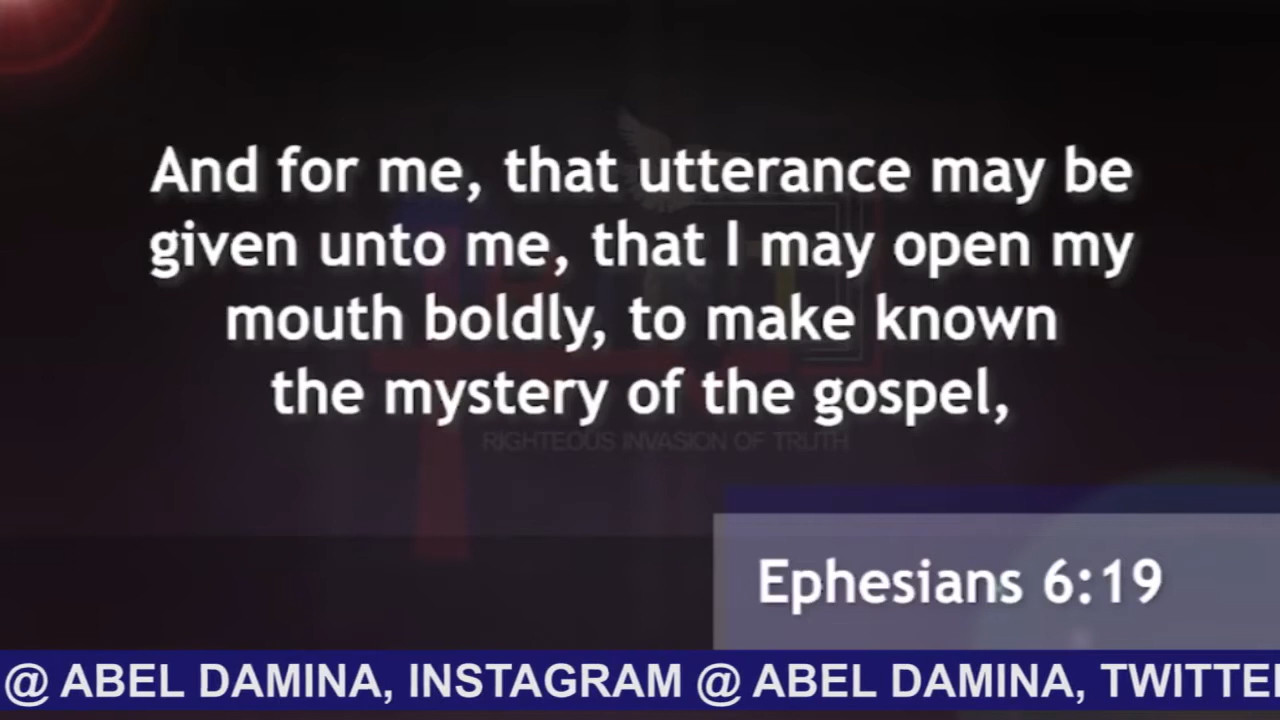 And for me, that utterance may be
given unto me, that I may open my
mouth boldly, to make known
the mystery of the gospel,
RIGHTEOUS INVASION OF TRUTH
Ephesians 6:19
@ ABEL DAMINA, INSTAGRAM @ ABEL DAMINA, TWITTE